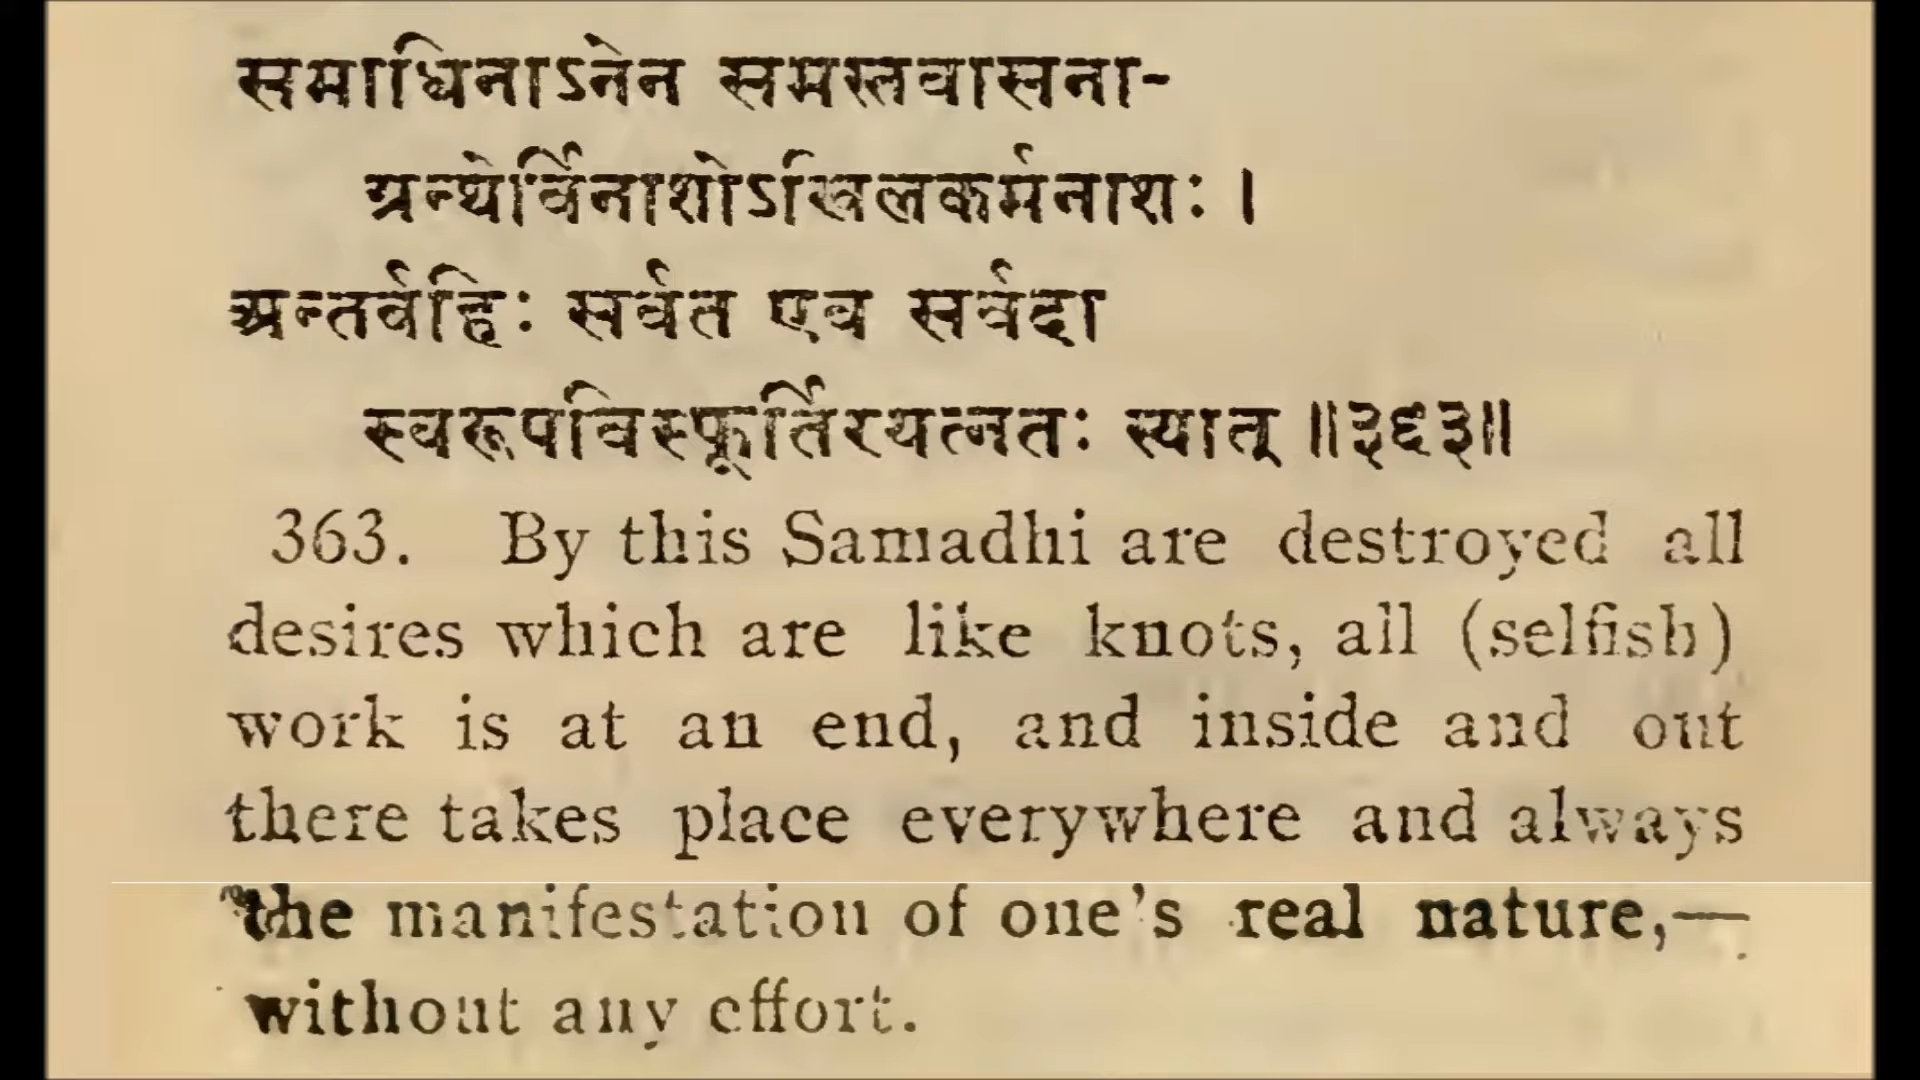 समाधिनाऽनेन समस्तवासना-
ग्रन्थेर्विनाशोऽखिलकर्मनाशः ।
अन्तर्वहिः सर्वत एव सर्वदा
स्वरूपविस्फूर्तिरयत्नतः स्यात् ॥३६३॥
363. By this Samadhi are destroyed all
desires which are like knots, all (selfish)
work is at an end, and inside and out
there takes place everywhere and always
the manifestation of one's real nature,—
without any effort.